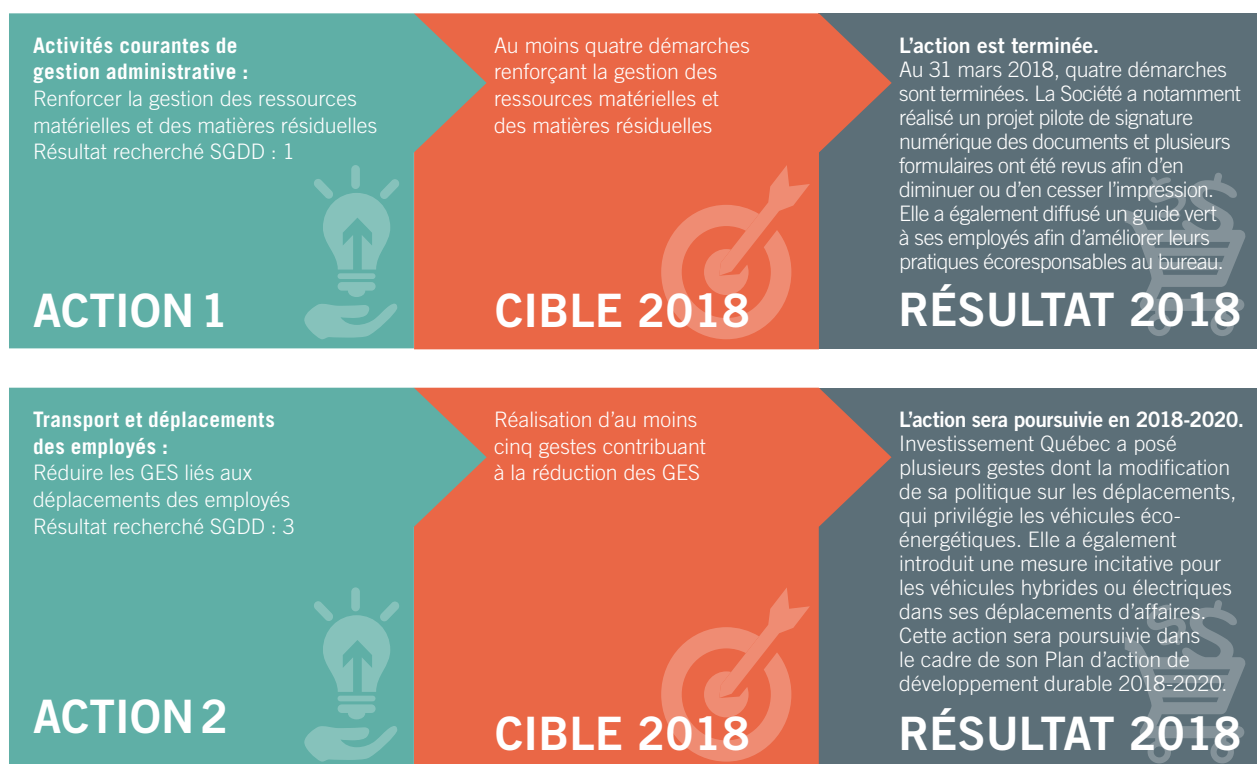 Activités courantes de
gestion administrative :
Renforcer la gestion des ressources
matérielles et des matières résiduelles
Résultat recherché SGDD : 1
ACTION 1
Au moins quatre démarches
renforçant la gestion des
ressources matérielles et
des matières résiduelles
CIBLE 2018
L'action est terminée.
Au 31 mars 2018, quatre démarches
sont terminées. La Société a notamment
réalisé un projet pilote de signature
numérique des documents et plusieurs
formulaires ont été revus afin d'en
diminuer ou d'en cesser l'impression.
Elle a également diffusé un guide vert
à ses employés afin d'améliorer leurs
pratiques écoresponsables au bureau.
RÉSULTAT 2018
Transport et déplacements
des employés :
Réduire les GES liés aux
déplacements des employés
Résultat recherché SGDD : 3
ACTION 2
Réalisation d'au moins
cinq gestes contribuant
à la réduction des GES
CIBLE 2018
L'action sera poursuivie en 2018-2020.
Investissement Québec a posé
plusieurs gestes dont la modification
de sa politique sur les déplacements,
qui privilégie les véhicules éco-
énergétiques. Elle a également
introduit une mesure incitative pour
les véhicules hybrides ou électriques
dans ses déplacements d'affaires.
Cette action sera poursuivie dans
le cadre de son Plan d'action de
développement durable 2018-2020.
RÉSULTAT 2018